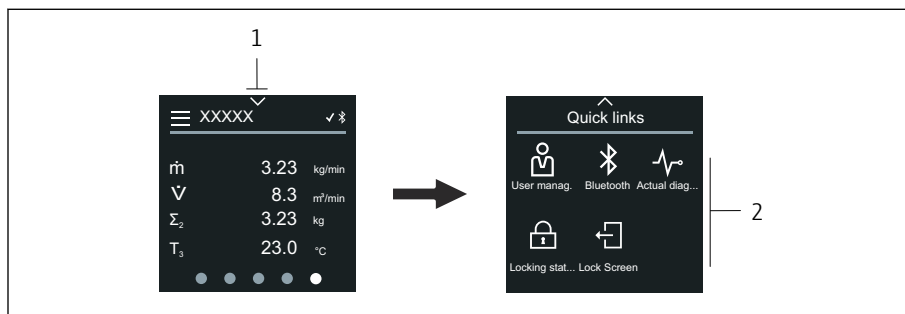 1
XXXXX
ṁ 3.23 kg/min
V̇ 8.3 m³/min
Σ₂ 3.23 kg
T₃ 23.0 °C
Quick links
User manag. Bluetooth Actual diag...
Locking stat... Lock Screen
2